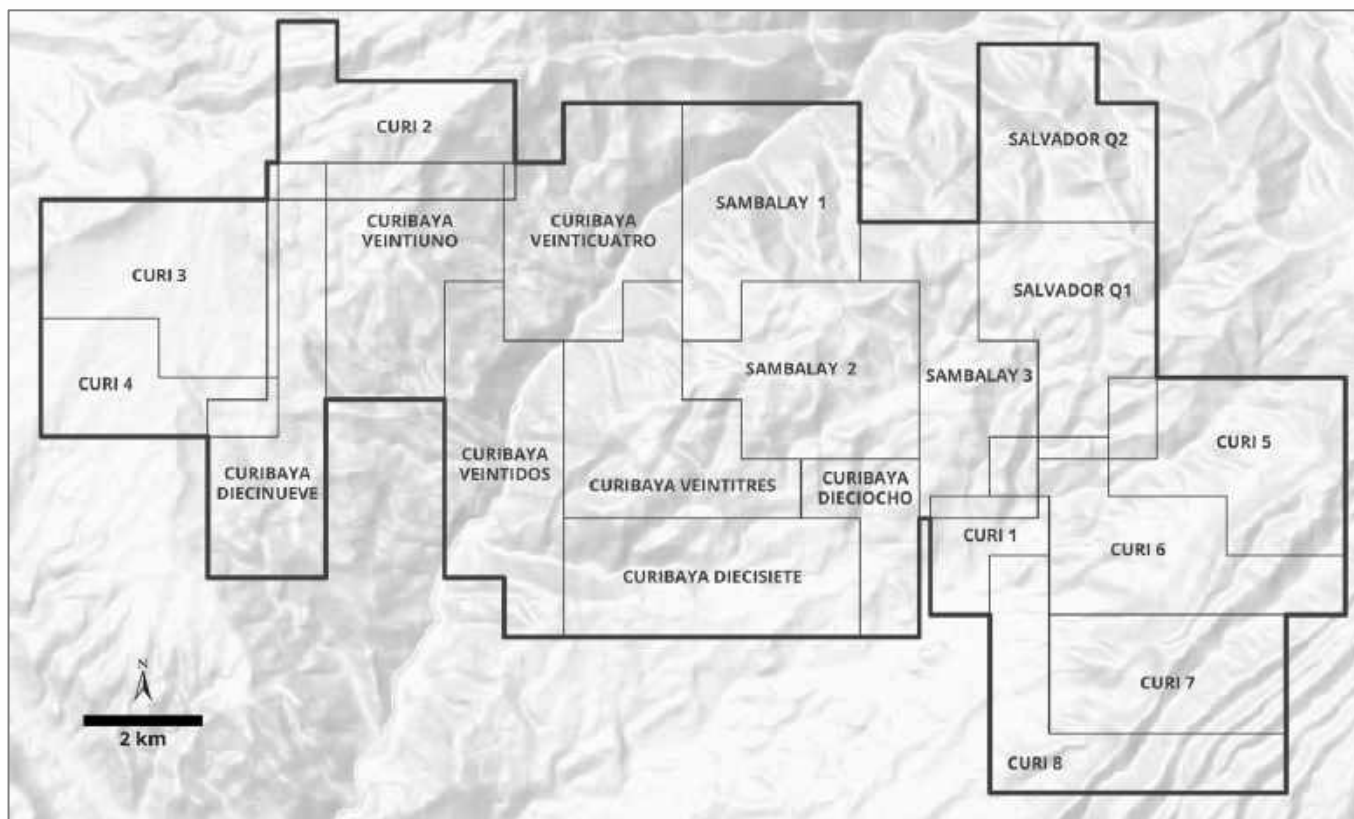 CURI 2
SALVADOR Q2
SAMBALAY 1
CURIBAYA
VEINTIUNO
CURIBAYA
VEINTICUATRO
CURI 3
SALVADOR Q1
CURI 4
SAMBALAY 2
SAMBALAY 3
CURI 5
CURIBAYA
DIECINUEVE
CURIBAYA
VEINTIDOS
CURIBAYA VEINTITRES
CURIBAYA
DIECIOCHO
CURI 1
CURI 6
CURIBAYA DIECISIETE
N
2 km
CURI 7
CURI 8